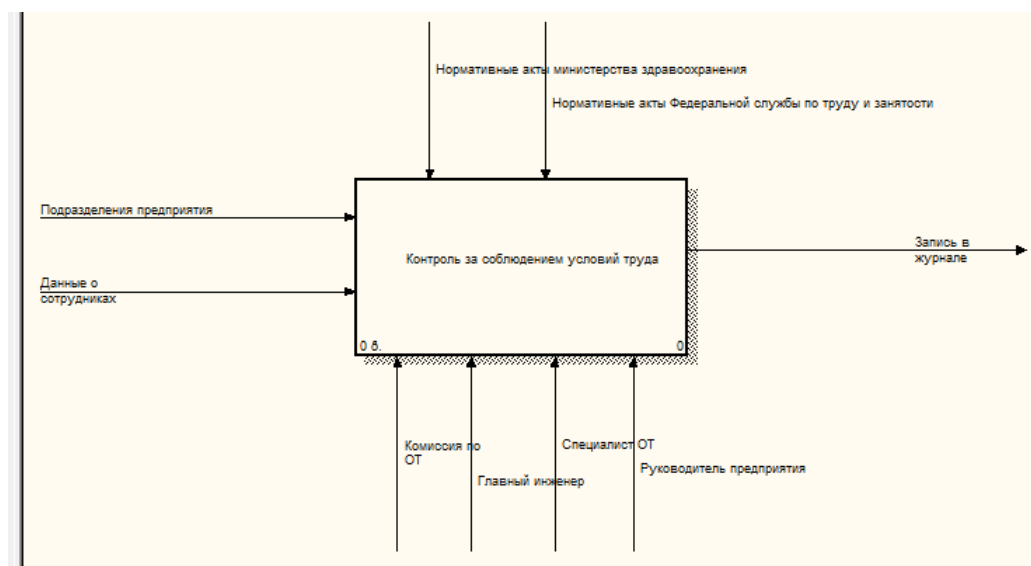 Нормативные акты министерства здравоохранения
Нормативные акты Федеральной службы по труду и занятости
Подразделения предприятия
Запись в
журнале
Контроль за соблюдением условий труда
Данные о
сотрудниках
0 б.
0
Комиссия по
ОТ
Специалист ОТ
Руководитель предприятия
Главный инженер